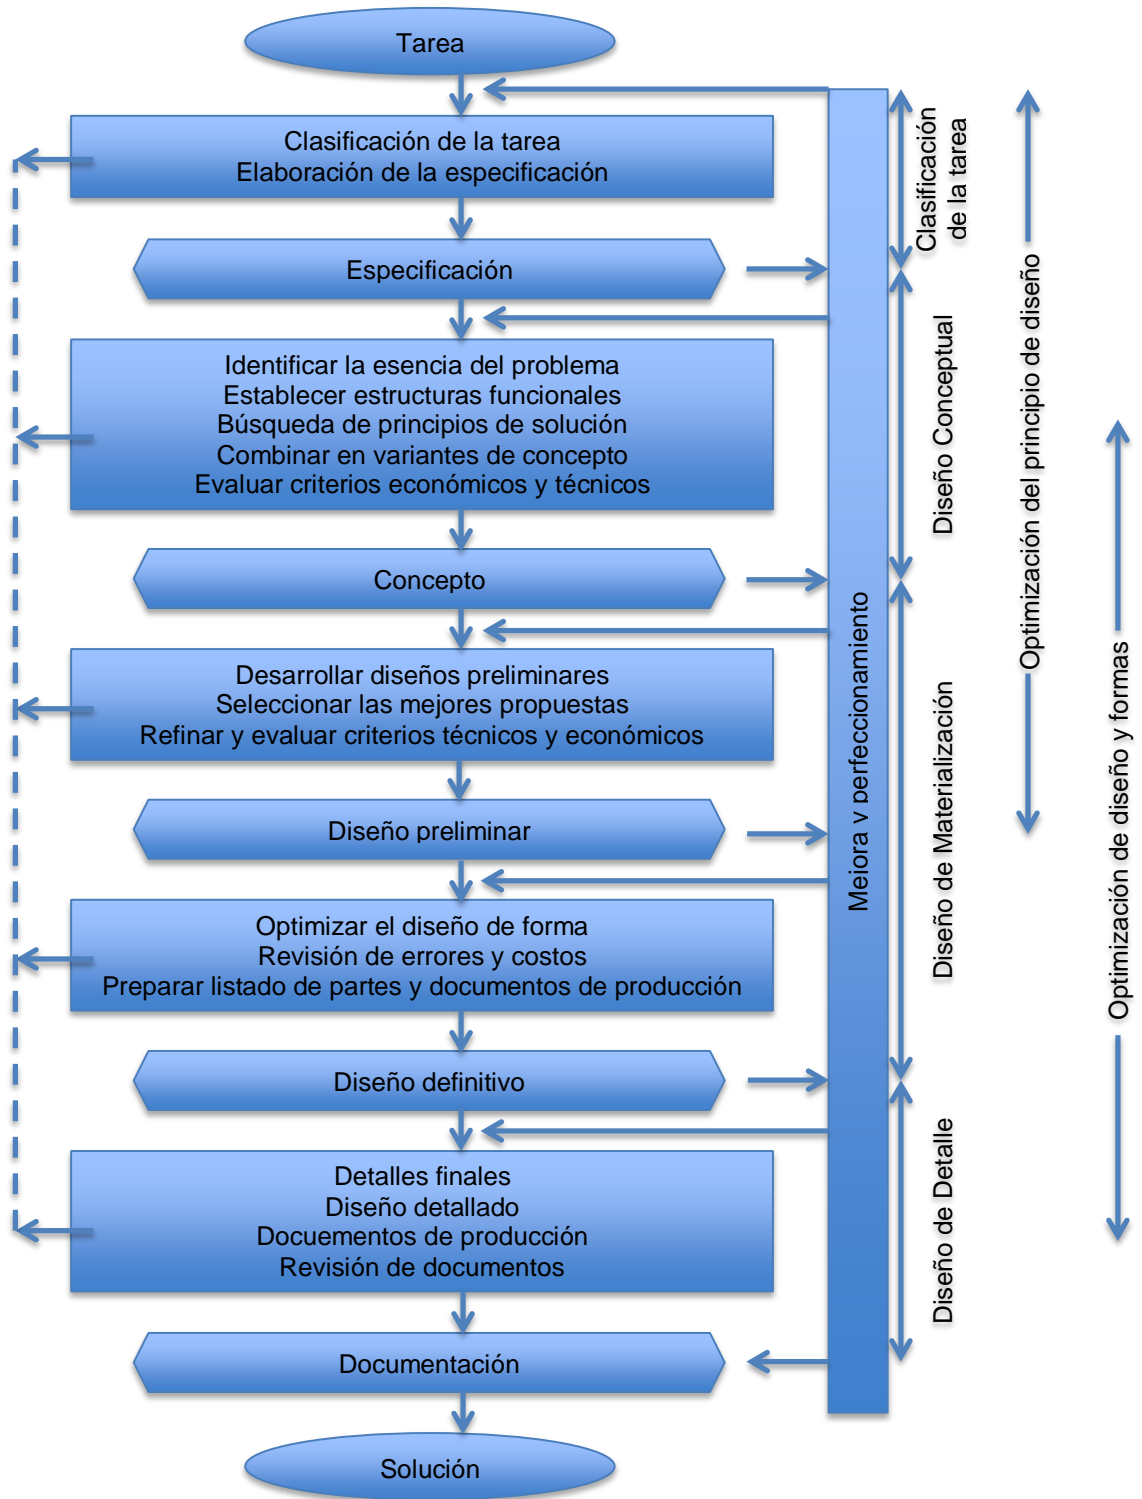 Tarea
Clasificación de la tarea
Elaboración de la especificación
Especificación
Identificar la esencia del problema
Establecer estructuras funcionales
Búsqueda de principios de solución
Combinar en variantes de concepto
Evaluar criterios económicos y técnicos
Concepto
Desarrollar diseños preliminares
Seleccionar las mejores propuestas
Refinar y evaluar criterios técnicos y económicos
Diseño preliminar
Optimizar el diseño de forma
Revisión de errores y costos
Preparar listado de partes y documentos de producción
Diseño definitivo
Detalles finales
Diseño detallado
Docuementos de producción
Revisión de documentos
Documentación
Solución
Mejora y perfeccionamiento
Clasificación
de la tarea
Diseño Conceptual
Diseño de Materialización
Diseño de Detalle
Optimización del principio de diseño
Optimización de diseño y formas